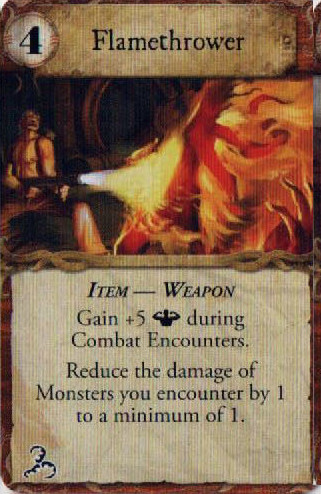 4
Flamethrower
Item — Weapon
Gain +5 during
Combat Encounters.
Reduce the damage of
Monsters you encounter by 1
to a minimum of 1.